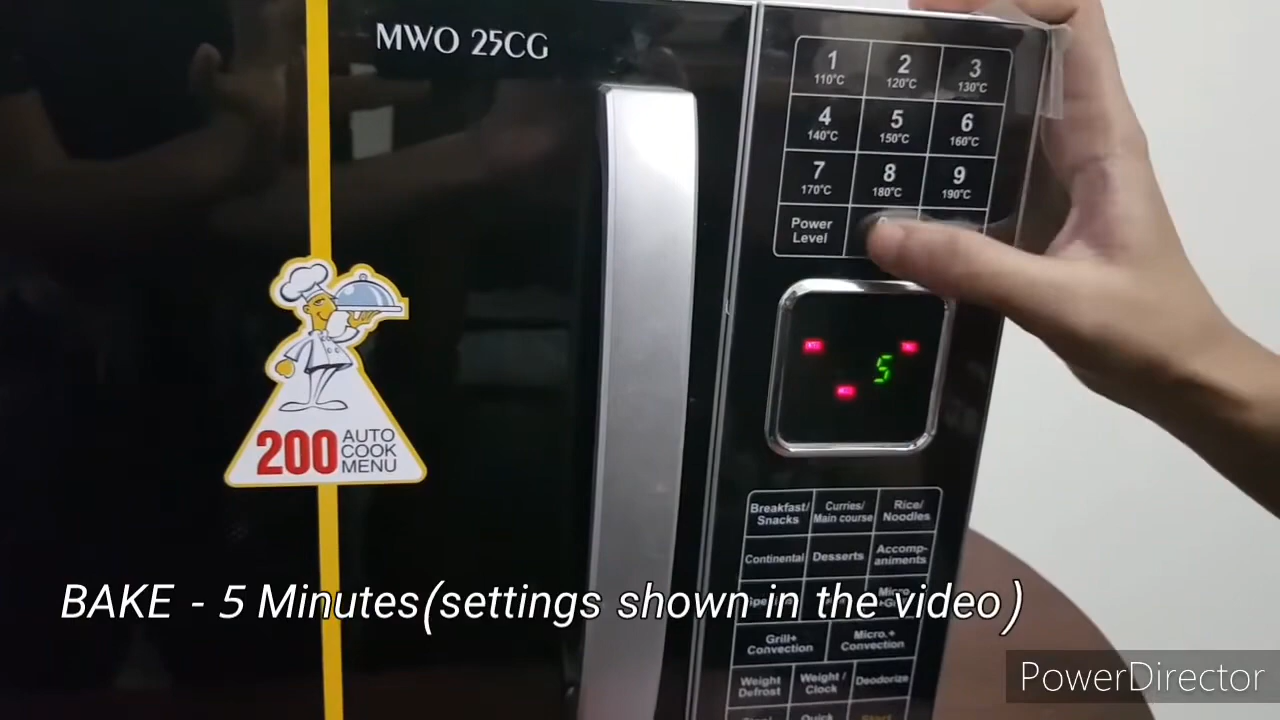 MWO 25CG
1 2 3
110°C 120°C 130°C
4 5 6
140°C 150°C 160°C
7 8 9
170°C 180°C 190°C
Power
Level
5
200 AUTO
COOK
MENU
Breakfast/
Snacks
Curries/
Main course
Rice/
Noodles
Continental
Desserts
Accomp-
animents
BAKE - 5 Minutes(settings shown in the video)
Grill+
Convection
Micro.+
Convection
Weight
Defrost
Weight /
Clock
Deodorize
Quick
Start
PowerDirector